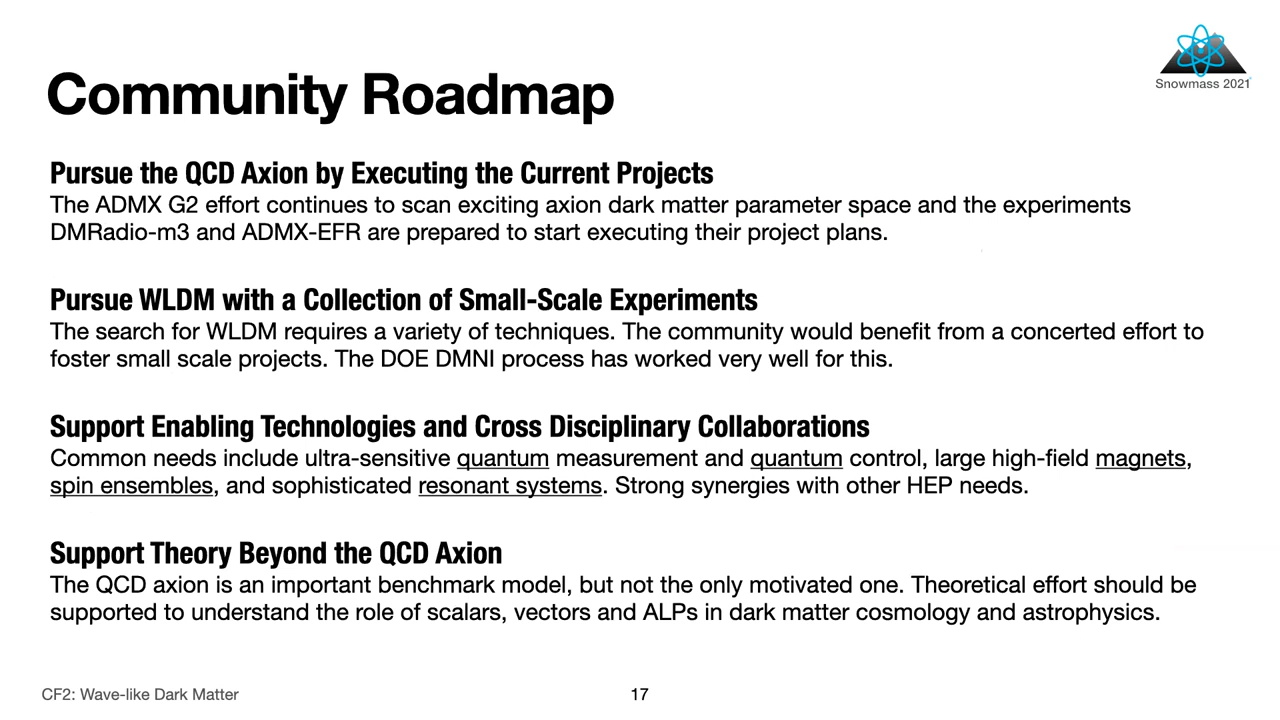 Snowmass 2021
Community Roadmap
Pursue the QCD Axion by Executing the Current Projects
The ADMX G2 effort continues to scan exciting axion dark matter parameter space and the experiments
DMRadio-m3 and ADMX-EFR are prepared to start executing their project plans.
Pursue WLDM with a Collection of Small-Scale Experiments
The search for WLDM requires a variety of techniques. The community would benefit from a concerted effort to
foster small scale projects. The DOE DMNI process has worked very well for this.
Support Enabling Technologies and Cross Disciplinary Collaborations
Common needs include ultra-sensitive quantum measurement and quantum control, large high-field magnets,
spin ensembles, and sophisticated resonant systems. Strong synergies with other HEP needs.
Support Theory Beyond the QCD Axion
The QCD axion is an important benchmark model, but not the only motivated one. Theoretical effort should be
supported to understand the role of scalars, vectors and ALPs in dark matter cosmology and astrophysics.
CF2: Wave-like Dark Matter
17